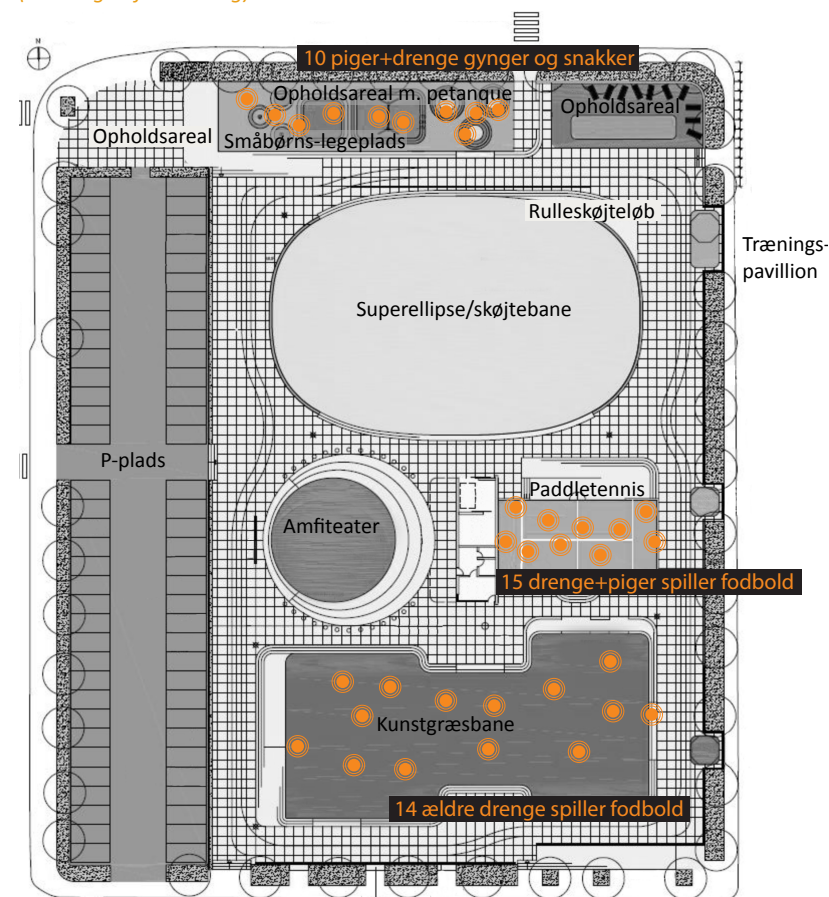 10 piger+drenge gynger og snakker
Opholdsareal m. petanque
Opholdsareal
Opholdsareal
Småbørns-legeplads
Rulleskøjteløb
Trænings-
pavillion
Superellipse/skøjtebane
P-plads
Paddletennis
Amfiteater
15 drenge+piger spiller fodbold
Kunstgræsbane
14 ældre drenge spiller fodbold